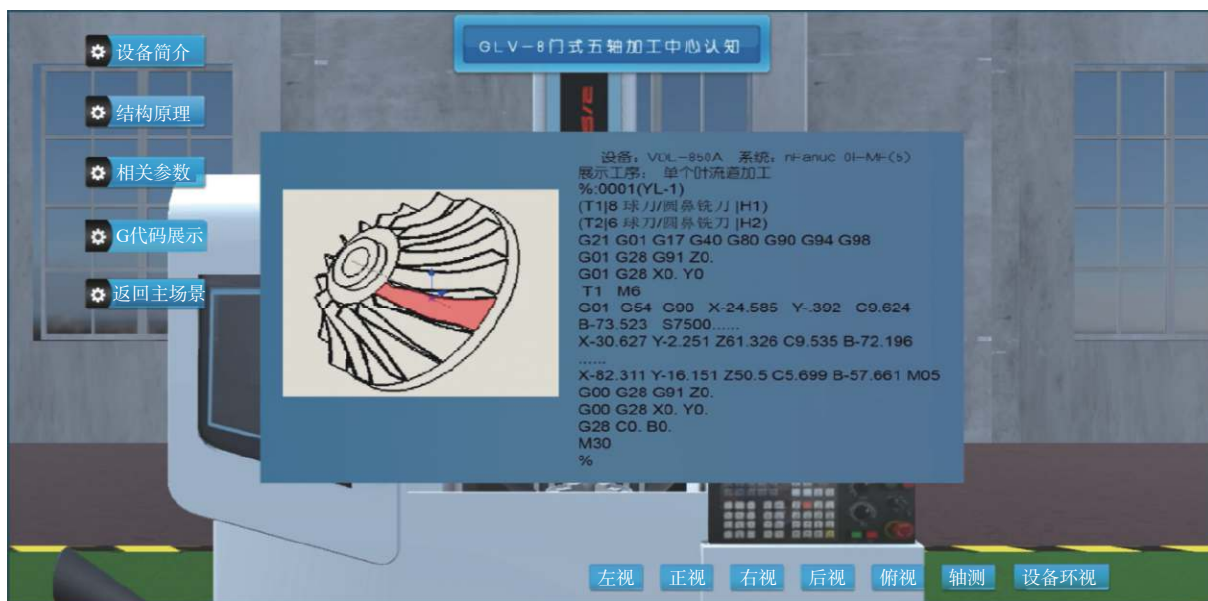 GLV-8门式五轴加工中心认知
设备简介
结构原理
相关参数
G代码展示
返回主场景
设备: VDL-850A 系统: nFanuc 0I-MF(5)
展示工序: 单个叶流道加工
%:0001(YL-1)
(T1|8 球刀/圆鼻铣刀 |H1)
(T2|6 球刀/圆鼻铣刀 |H2)
G21 G01 G17 G40 G80 G90 G94 G98
G01 G28 G91 Z0.
G01 G28 X0. Y0
T1 M6
G01 G54 G90 X-24.585 Y-.392 C9.624
B-73.523 S7500......
X-30.627 Y-2.251 Z61.326 C9.535 B-72.196
......
X-82.311 Y-16.151 Z50.5 C5.699 B-57.661 M05
G00 G28 G91 Z0.
G00 G28 X0. Y0.
G28 C0. B0.
M30
%
左视 正视 右视 后视 俯视 轴测 设备环视